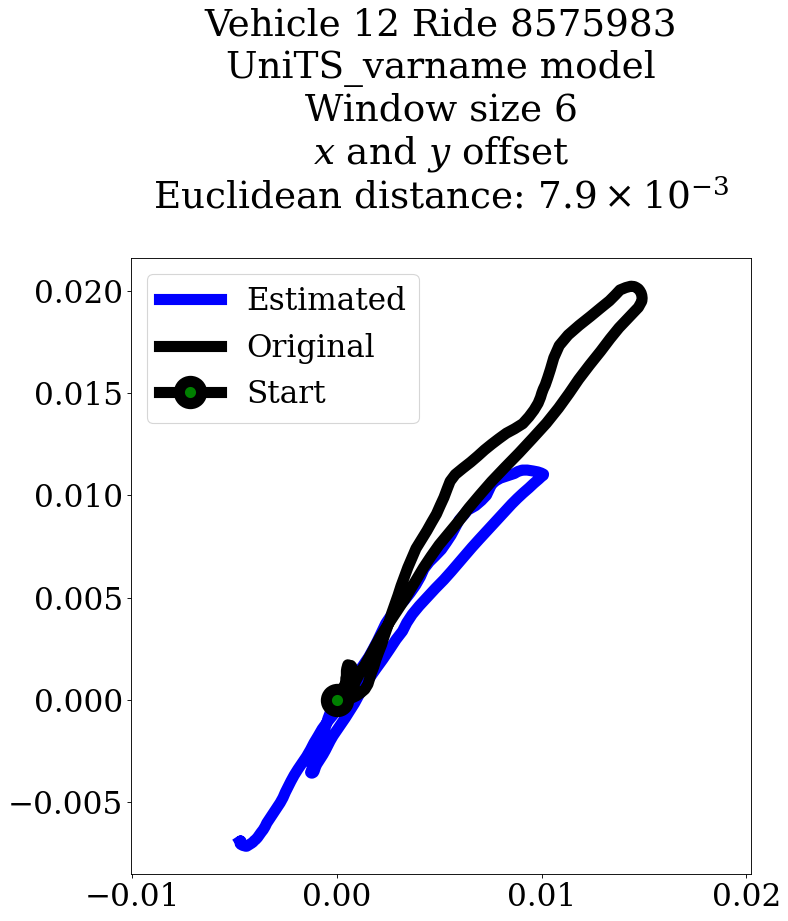 Vehicle 12 Ride 8575983
UniTS_varname model
Window size 6
x and y offset
Euclidean distance: 7.9 × 10⁻³
Estimated
Original
Start
0.020
0.015
0.010
0.005
0.000
−0.005
−0.01 0.00 0.01 0.02